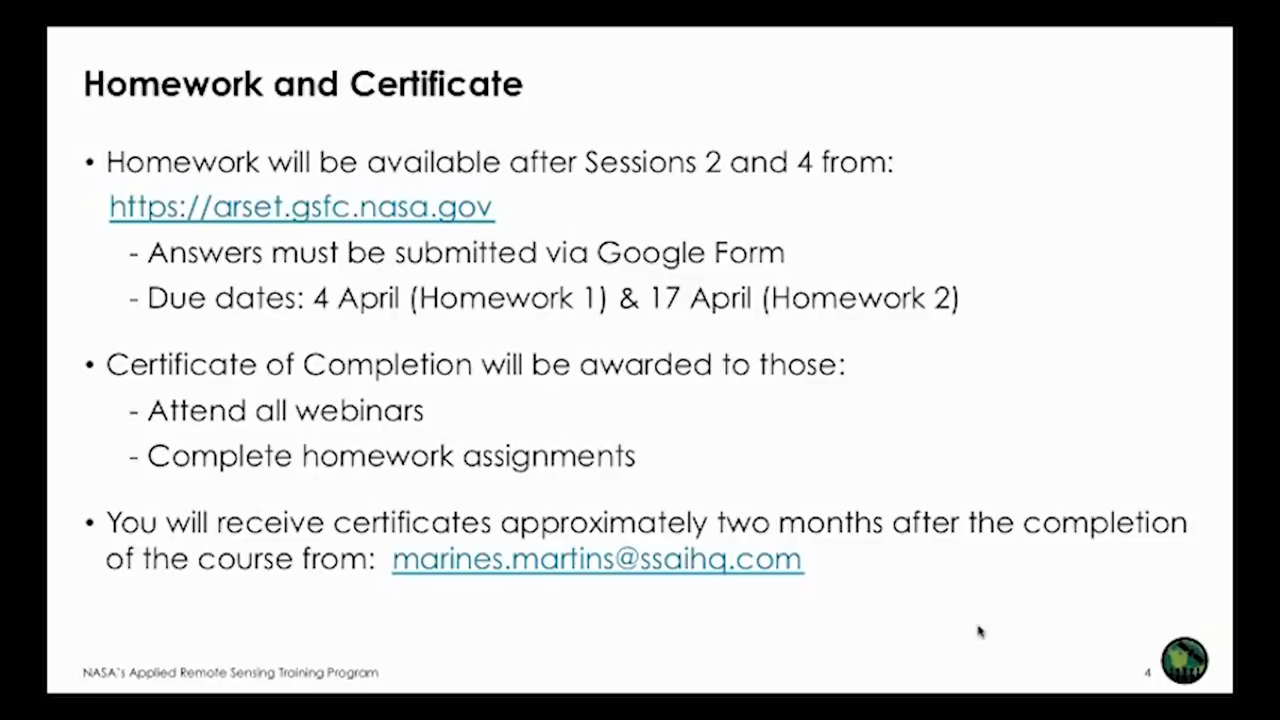 Homework and Certificate
• Homework will be available after Sessions 2 and 4 from:
https://arset.gsfc.nasa.gov
- Answers must be submitted via Google Form
- Due dates: 4 April (Homework 1) & 17 April (Homework 2)
• Certificate of Completion will be awarded to those:
- Attend all webinars
- Complete homework assignments
• You will receive certificates approximately two months after the completion
of the course from: marines.martins@ssaihq.com
NASA's Applied Remote Sensing Training Program
4